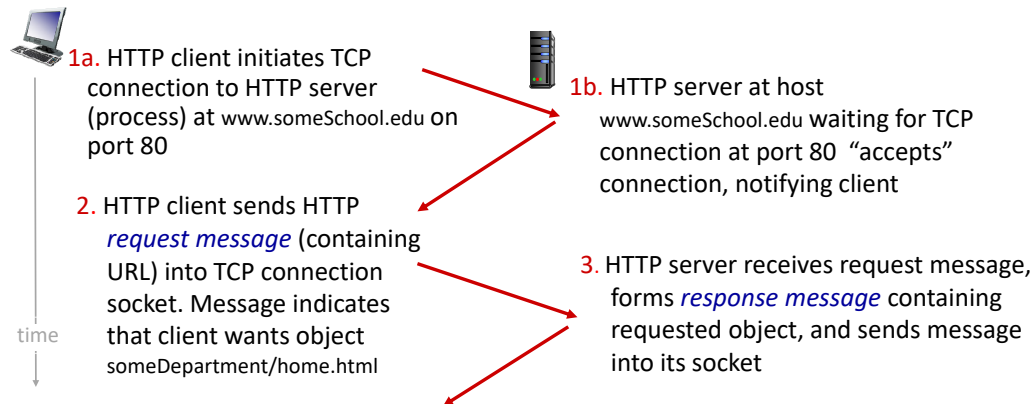 1a. HTTP client initiates TCP
connection to HTTP server
(process) at www.someSchool.edu on
port 80
1b. HTTP server at host
www.someSchool.edu waiting for TCP
connection at port 80 “accepts”
connection, notifying client
2. HTTP client sends HTTP
request message (containing
URL) into TCP connection
socket. Message indicates
that client wants object
someDepartment/home.html
3. HTTP server receives request message,
forms response message containing
requested object, and sends message
into its socket
time